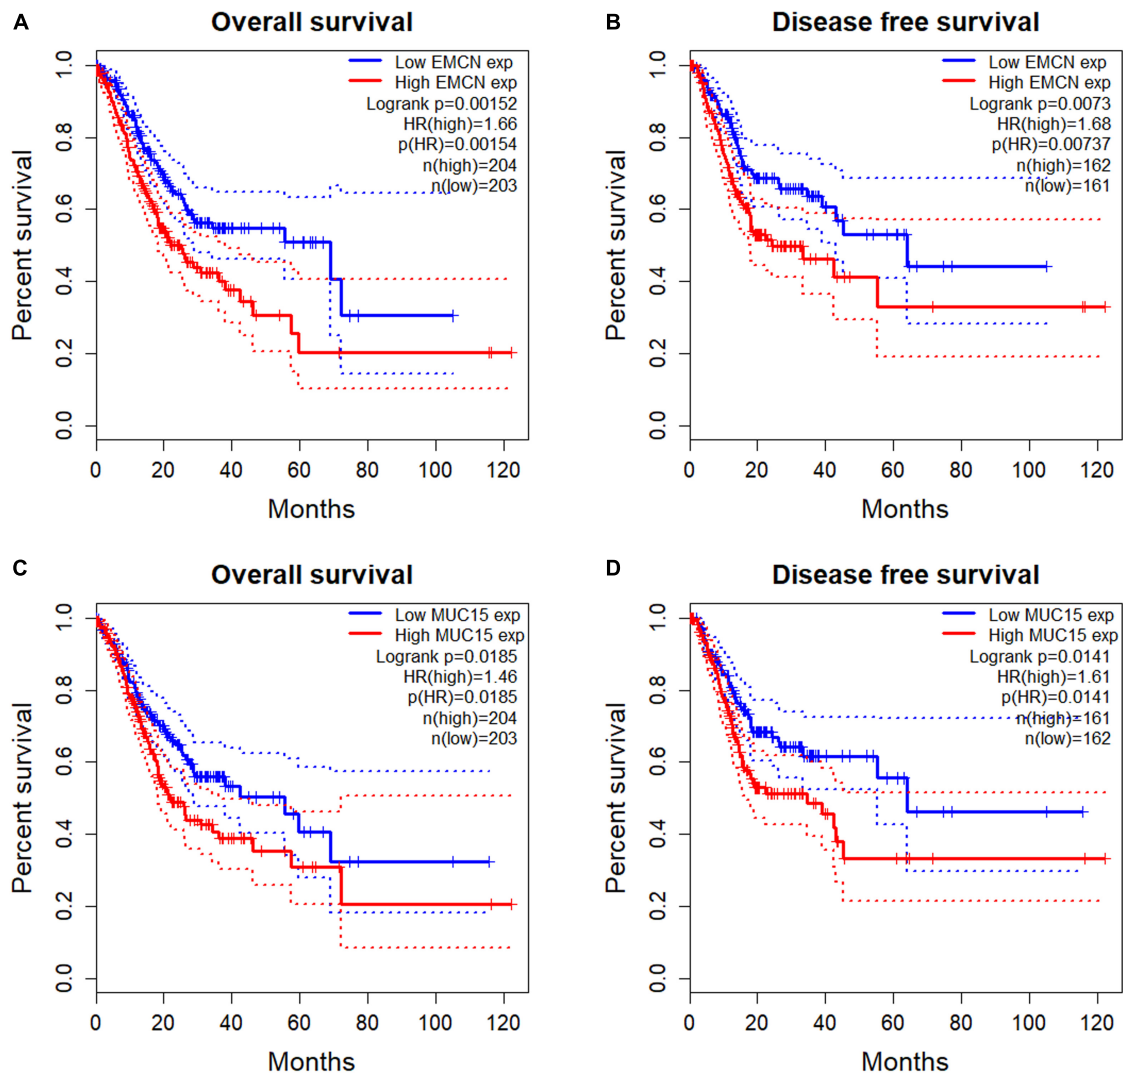 A
Overall survival
Low EMCN exp
High EMCN exp
Logrank p=0.00152
HR(high)=1.66
p(HR)=0.00154
n(high)=204
n(low)=203
Percent survival
0.0 0.2 0.4 0.6 0.8 1.0
0 20 40 60 80 100 120
Months
B
Disease free survival
Low EMCN exp
High EMCN exp
Logrank p=0.0073
HR(high)=1.68
p(HR)=0.00737
n(high)=162
n(low)=161
Percent survival
0.0 0.2 0.4 0.6 0.8 1.0
0 20 40 60 80 100 120
Months
C
Overall survival
Low MUC15 exp
High MUC15 exp
Logrank p=0.0185
HR(high)=1.46
p(HR)=0.0185
n(high)=204
n(low)=203
Percent survival
0.0 0.2 0.4 0.6 0.8 1.0
0 20 40 60 80 100 120
Months
D
Disease free survival
Low MUC15 exp
High MUC15 exp
Logrank p=0.0141
HR(high)=1.61
p(HR)=0.0141
n(high)=161
n(low)=162
Percent survival
0.0 0.2 0.4 0.6 0.8 1.0
0 20 40 60 80 100 120
Months